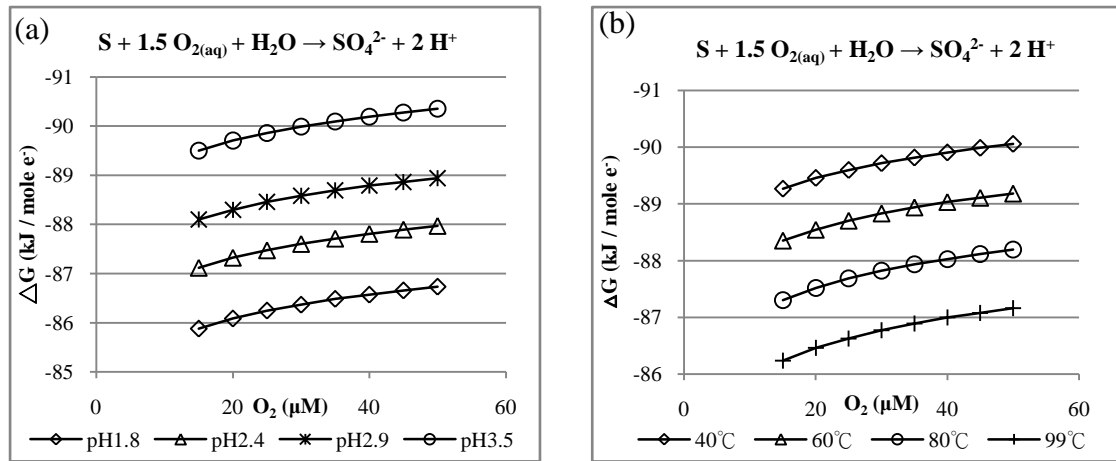 (a)
S + 1.5 O₂(aq) + H₂O → SO₄²⁻ + 2 H⁺
-91
-90
-89
-88
-87
-86
-85
△G (kJ / mole e⁻)
0
20
40
60
O₂ (μM)
pH1.8
pH2.4
pH2.9
pH3.5
(b)
S + 1.5 O₂(aq) + H₂O → SO₄²⁻ + 2 H⁺
-91
-90
-89
-88
-87
-86
ΔG (kJ / mole e⁻)
0
20
40
60
O₂ (μM)
40℃
60℃
80℃
99℃